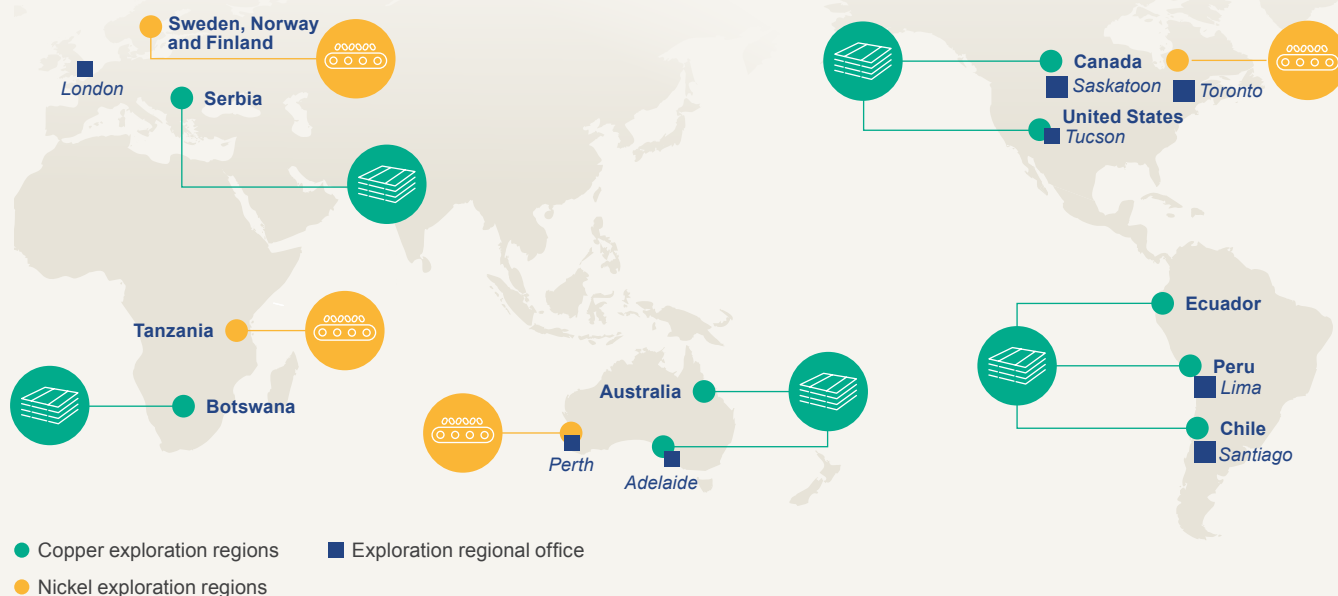 Sweden, Norway
and Finland
London
Serbia
Canada
Saskatoon
Toronto
United States
Tucson
Tanzania
Botswana
Australia
Perth
Adelaide
Ecuador
Peru
Lima
Chile
Santiago
Copper exploration regions
Exploration regional office
Nickel exploration regions